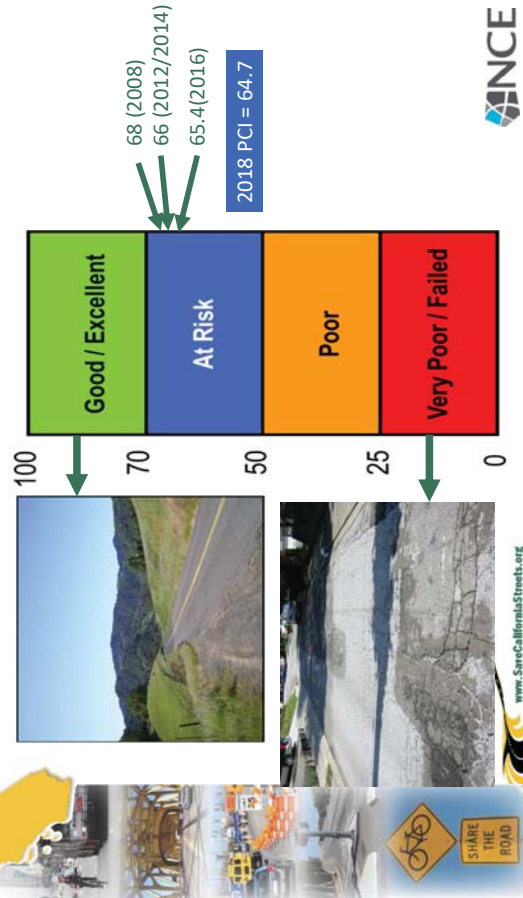 100
70
50
25
0
Good / Excellent
At Risk
Poor
Very Poor / Failed
68 (2008)
66 (2012/2014)
65.4(2016)
2018 PCI = 64.7
SHARE
THE
ROAD
www.SaveCaliforniaStreets.org
NCE